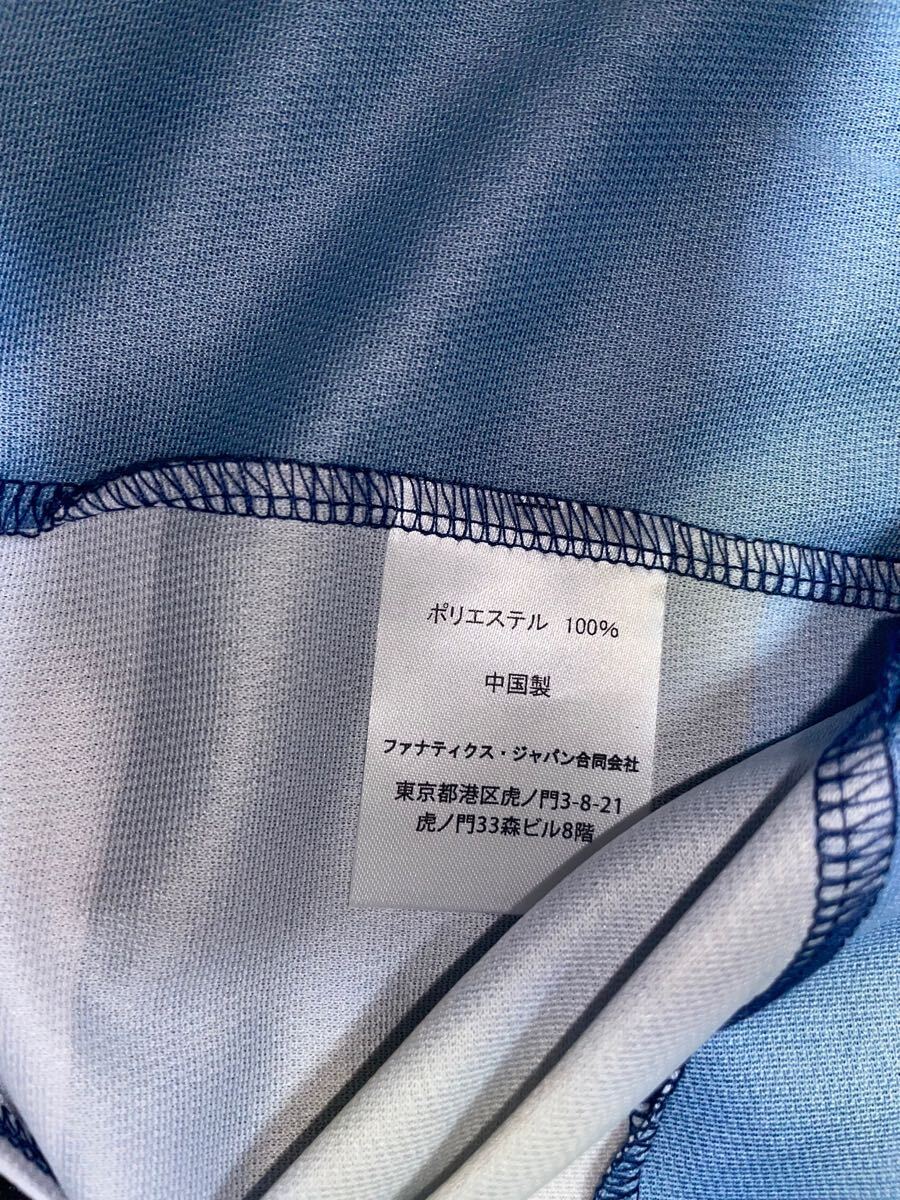 ポリエステル 100%
中国製
ファナティクス・ジャパン合同会社
東京都港区虎ノ門3-8-21
虎ノ門33森ビル8階